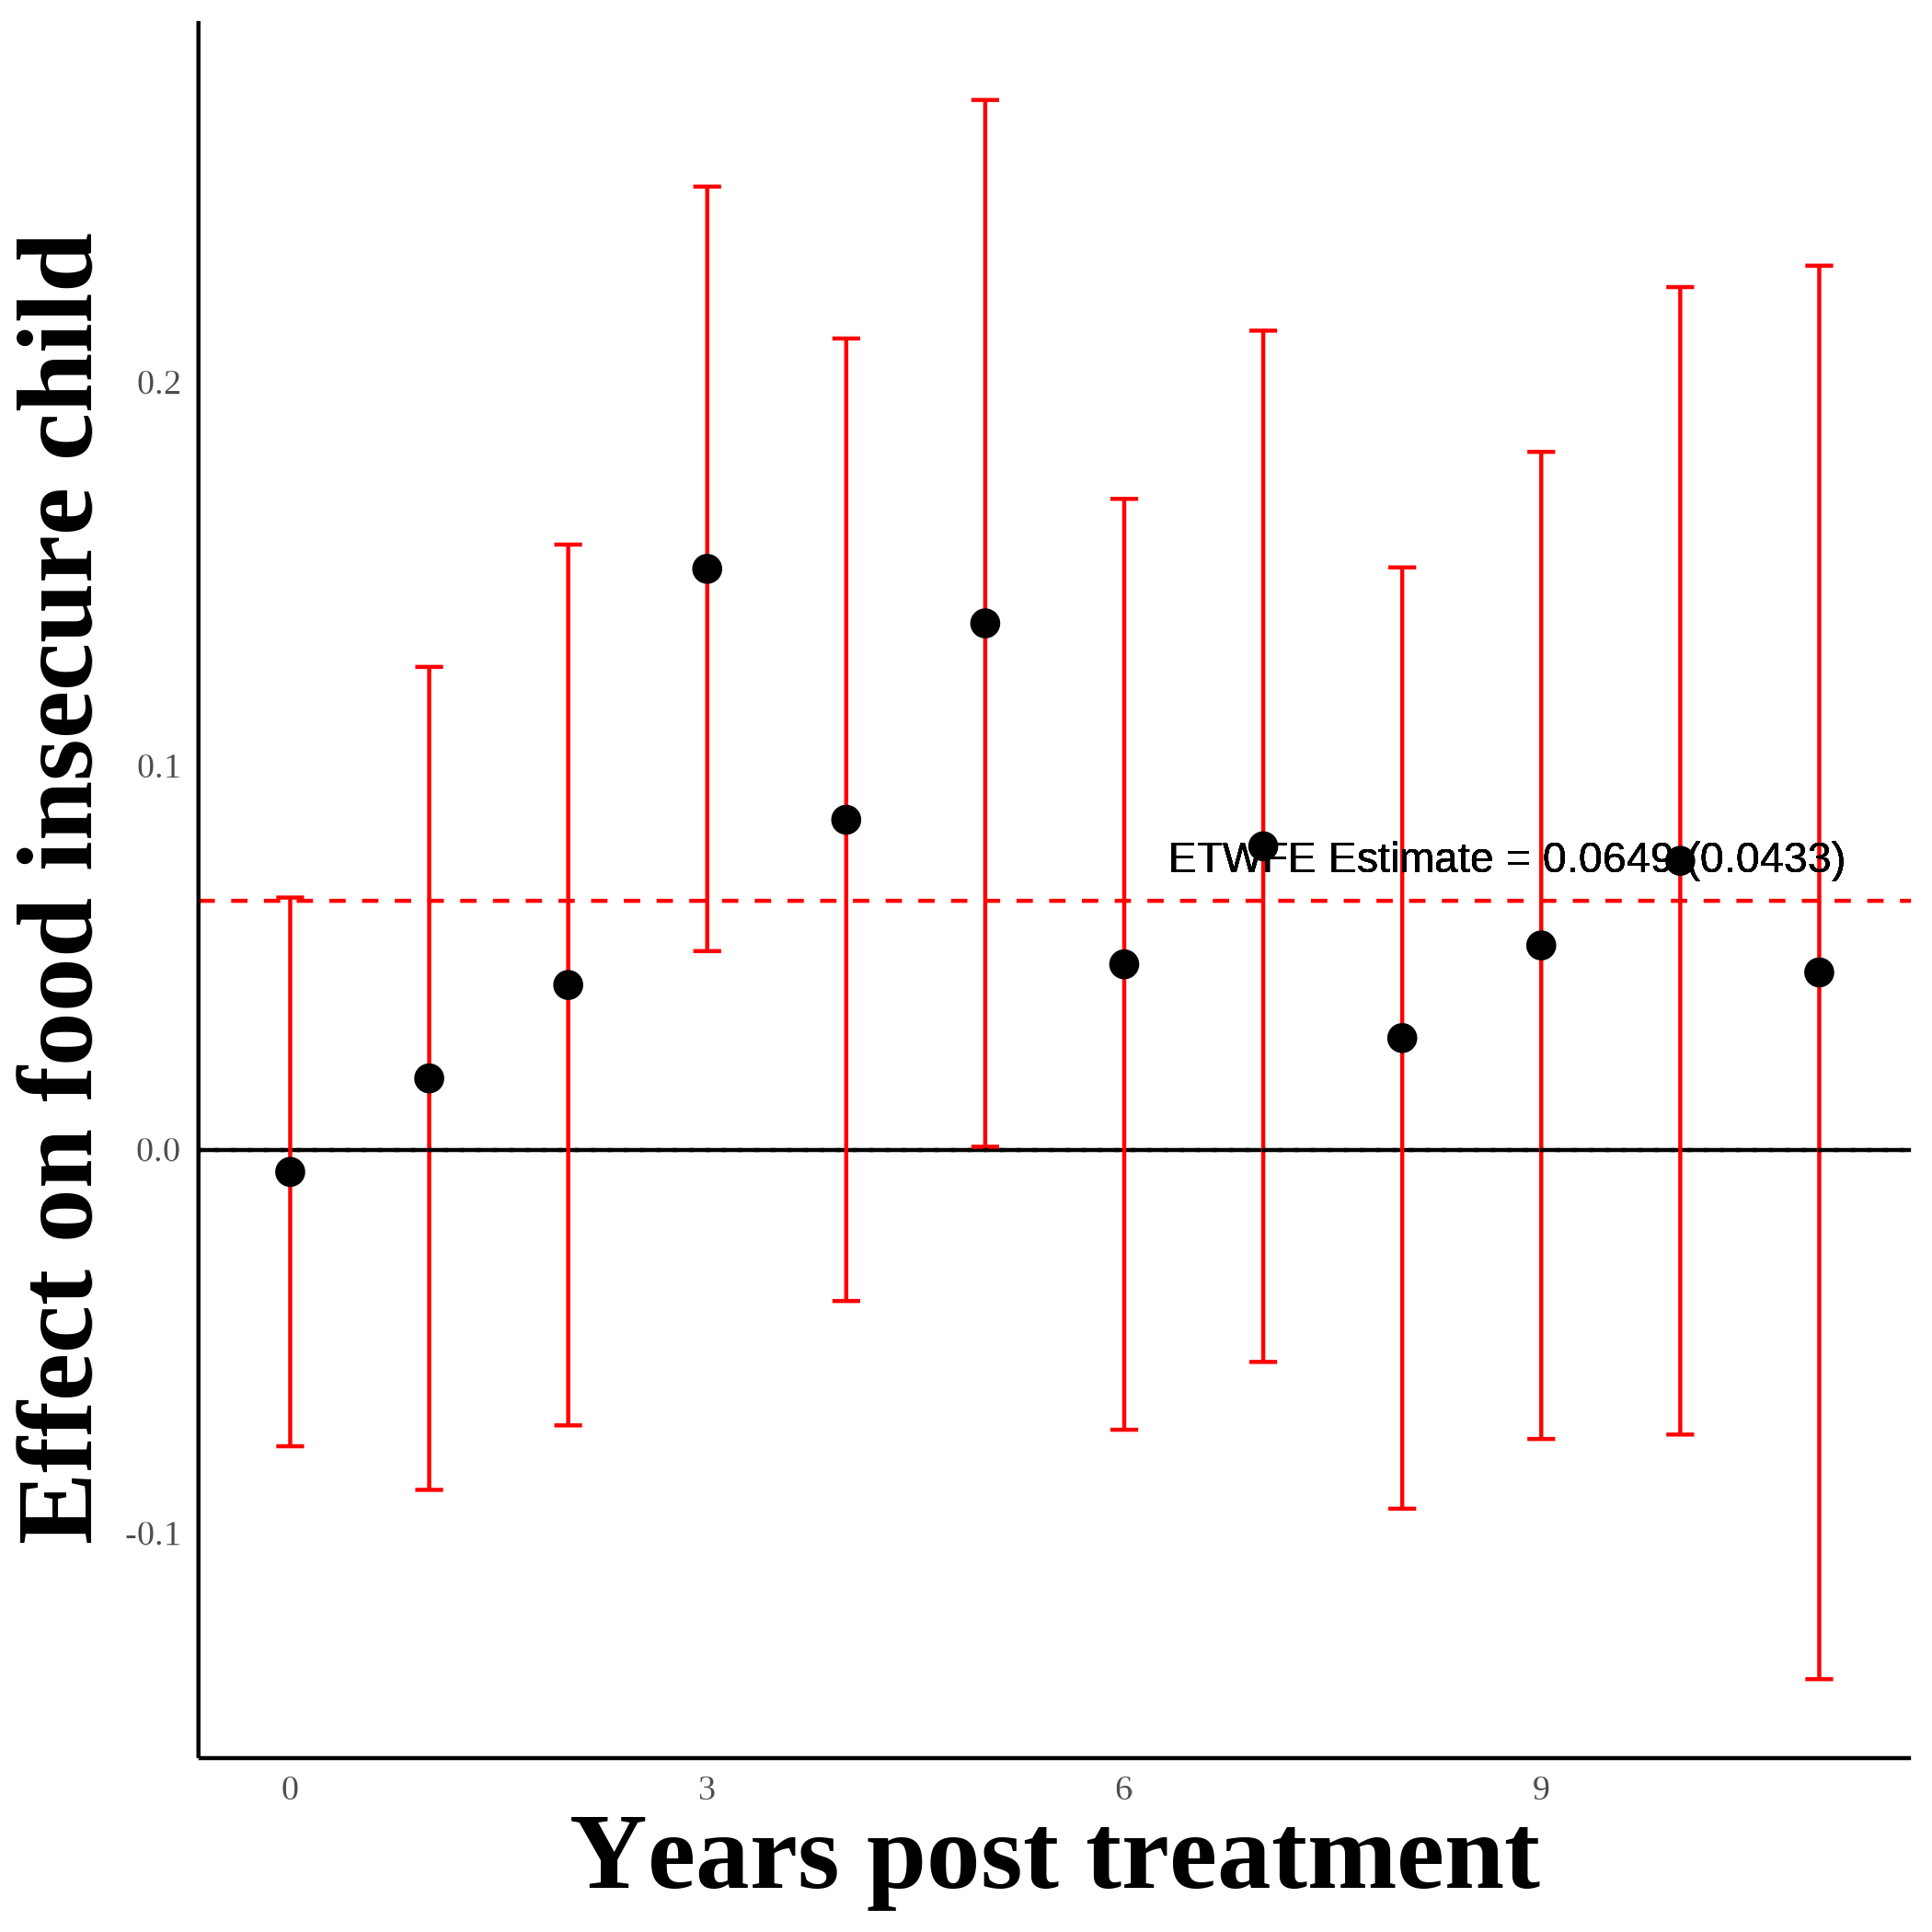 Effect on food insecure child
0.2
0.1
0.0
-0.1
ETWFE Estimate = 0.0649 (0.0433)
0
3
6
9
Years post treatment